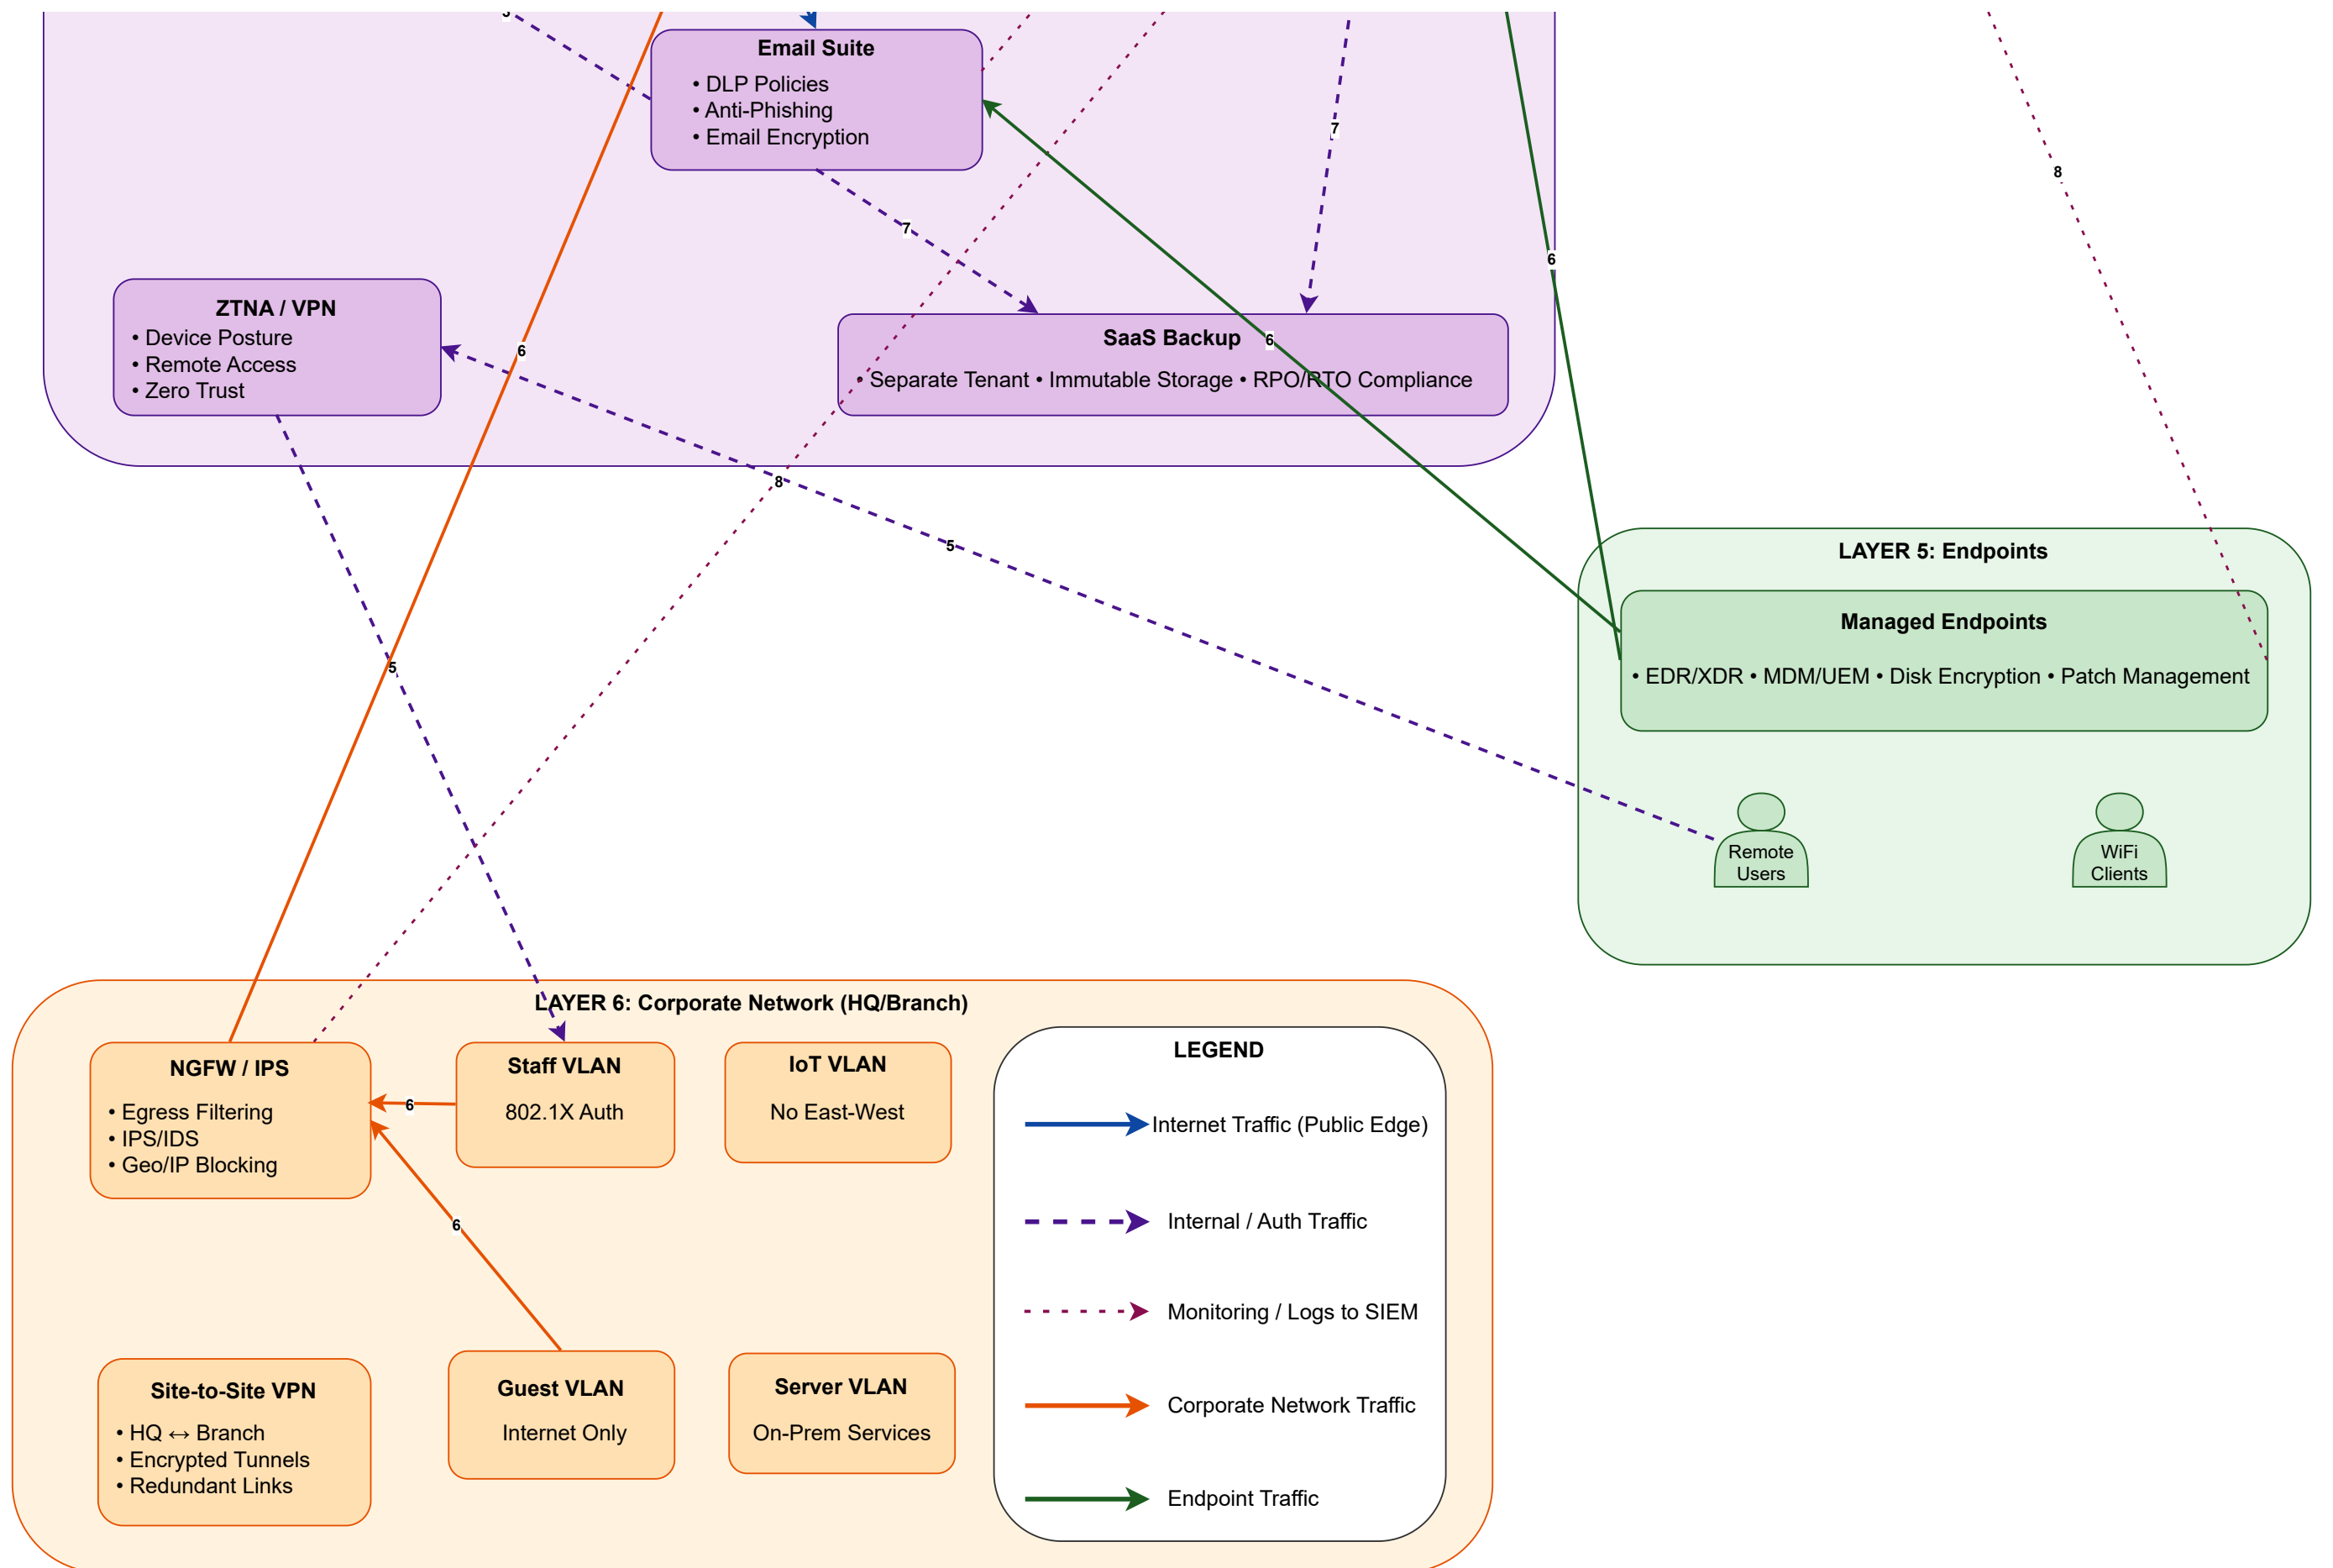 3
Email Suite
• DLP Policies
• Anti-Phishing
• Email Encryption
7
8
7
6
ZTNA / VPN
• Device Posture
• Remote Access
• Zero Trust
6
SaaS Backup
6
• Separate Tenant • Immutable Storage • RPO/RTO Compliance
8
5
LAYER 5: Endpoints
Managed Endpoints
• EDR/XDR • MDM/UEM • Disk Encryption • Patch Management
5
Remote
Users
WiFi
Clients
LAYER 6: Corporate Network (HQ/Branch)
NGFW / IPS
• Egress Filtering
• IPS/IDS
• Geo/IP Blocking
6
Staff VLAN
802.1X Auth
IoT VLAN
No East-West
6
Site-to-Site VPN
• HQ ↔ Branch
• Encrypted Tunnels
• Redundant Links
Guest VLAN
Internet Only
Server VLAN
On-Prem Services
LEGEND
Internet Traffic (Public Edge)
Internal / Auth Traffic
Monitoring / Logs to SIEM
Corporate Network Traffic
Endpoint Traffic